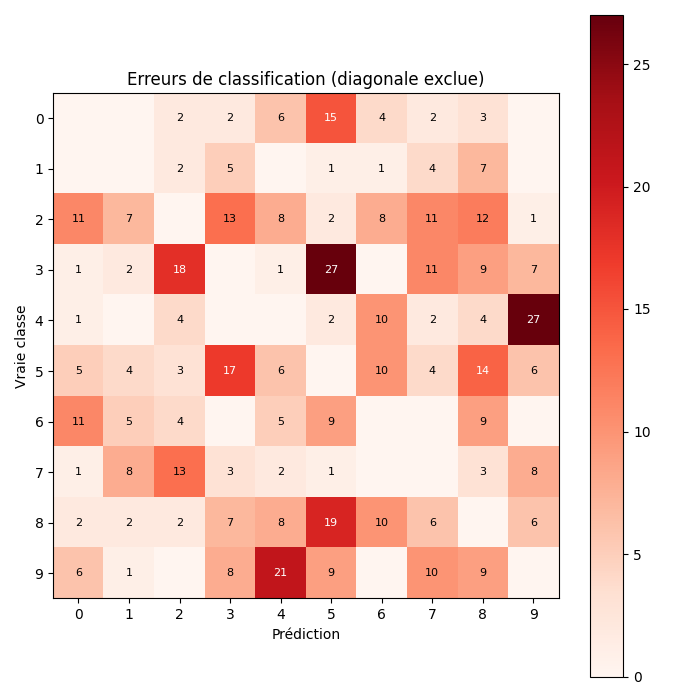 Erreurs de classification (diagonale exclue)
0 2 2 6 15 4 2 3
1 2 5 1 1 4 7
2 11 7 13 8 2 8 11 12 1
3 1 2 18 1 27 11 9 7
4 1 4 2 10 2 4 27
5 5 4 3 17 6 10 4 14 6
6 11 5 4 5 9 9
7 1 8 13 3 2 1 3 8
8 2 2 2 7 8 19 10 6 6
9 6 1 8 21 9 10 9
0 1 2 3 4 5 6 7 8 9
Prédiction
Vraie classe
25
20
15
10
5
0